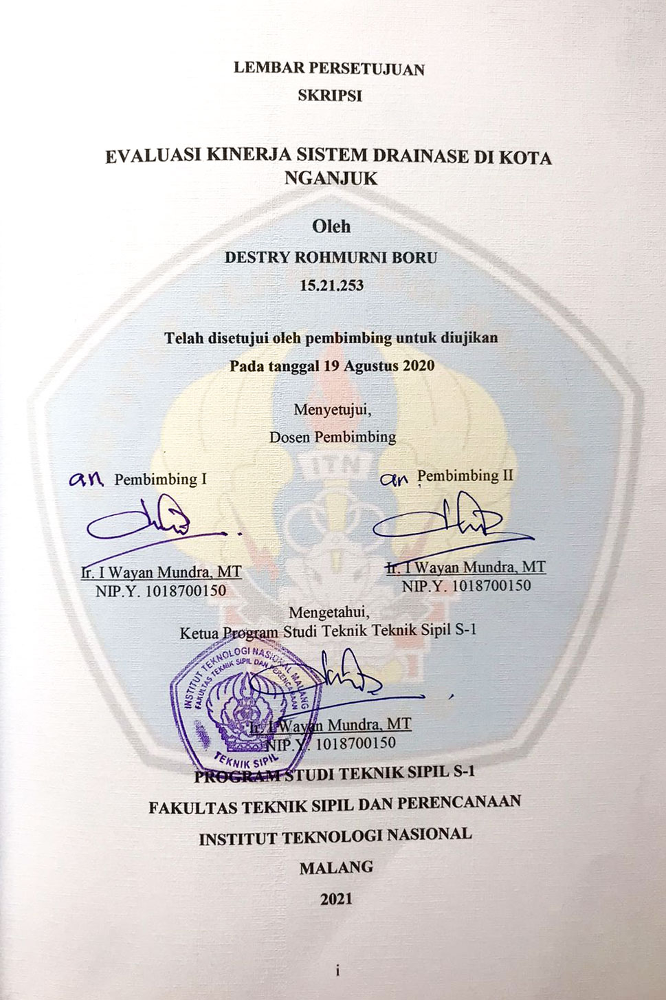 LEMBAR PERSETUJUAN
SKRIPSI
EVALUASI KINERJA SISTEM DRAINASE DI KOTA
NGANJUK
Oleh
DESTRY ROHMURNI BORU
15.21.253
Telah disetujui oleh pembimbing untuk diujikan
Pada tanggal 19 Agustus 2020
Menyetujui,
Dosen Pembimbing
an Pembimbing I
an Pembimbing II
ITN
Ir. I Wayan Mundra, MT
NIP.Y. 1018700150
Ir. I Wayan Mundra, MT
NIP.Y. 1018700150
Mengetahui,
Ketua Program Studi Teknik Teknik Sipil S-1
INSTITUT TEKNOLOGI NASIONAL MALANG
FAKULTAS TEKNIK SIPIL DAN PERENCANAAN
TEKNIK SIPIL
Ir. I Wayan Mundra, MT
NIP.Y. 1018700150
PROGRAM STUDI TEKNIK SIPIL S-1
FAKULTAS TEKNIK SIPIL DAN PERENCANAAN
INSTITUT TEKNOLOGI NASIONAL
MALANG
2021
i